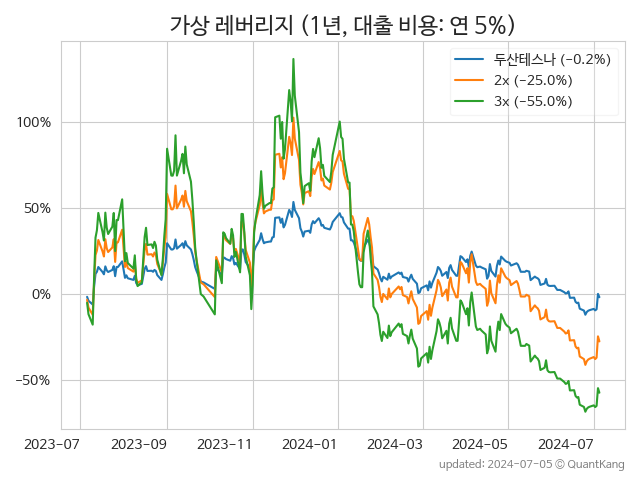 가상 레버리지 (1년, 대출 비용: 연 5%)
두산테스나 (−0.2%)
2x (−25.0%)
3x (−55.0%)
100%
50%
0%
−50%
2023-07 2023-09 2023-11 2024-01 2024-03 2024-05 2024-07
updated: 2024-07-05 © QuantKang